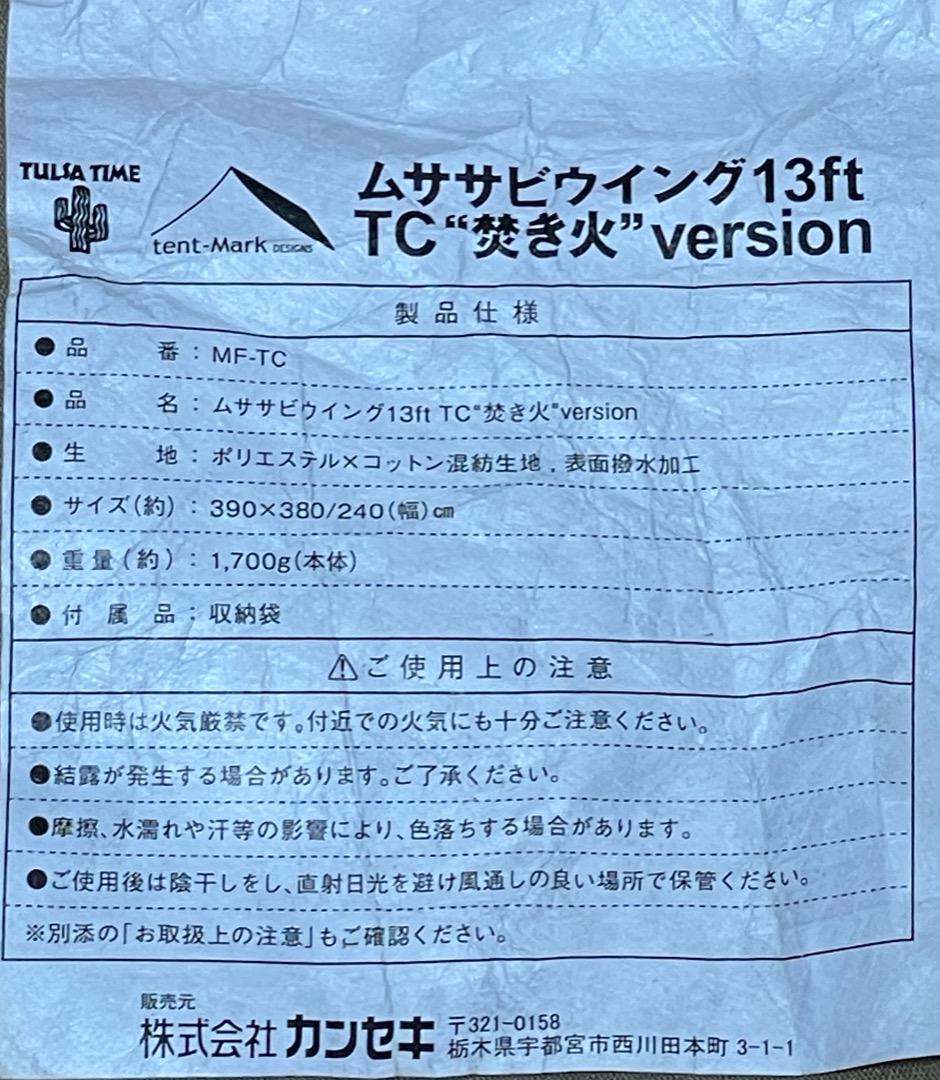 TULSA TIME
tent-Mark DESIGNS
ムササビウイング13ft
TC“焚き火”version
製品仕様
●品番：MF-TC
●品名：ムササビウイング13ft TC“焚き火”version
●生地：ポリエステル×コットン混紡生地，表面撥水加工
●サイズ(約)：390×380/240(幅)㎝
●重量(約)：1,700g(本体)
●付属品：収納袋
⚠ご使用上の注意
●使用時は火気厳禁です。付近での火気にも十分ご注意ください。
●結露が発生する場合があります。ご了承ください。
●摩擦、水濡れや汗等の影響により、色落ちする場合があります。
●ご使用後は陰干しをし、直射日光を避け風通しの良い場所で保管ください。
※別添の「お取扱上の注意」もご確認ください。
販売元
株式会社カンセキ 〒321-0158
栃木県宇都宮市西川田本町 3-1-1